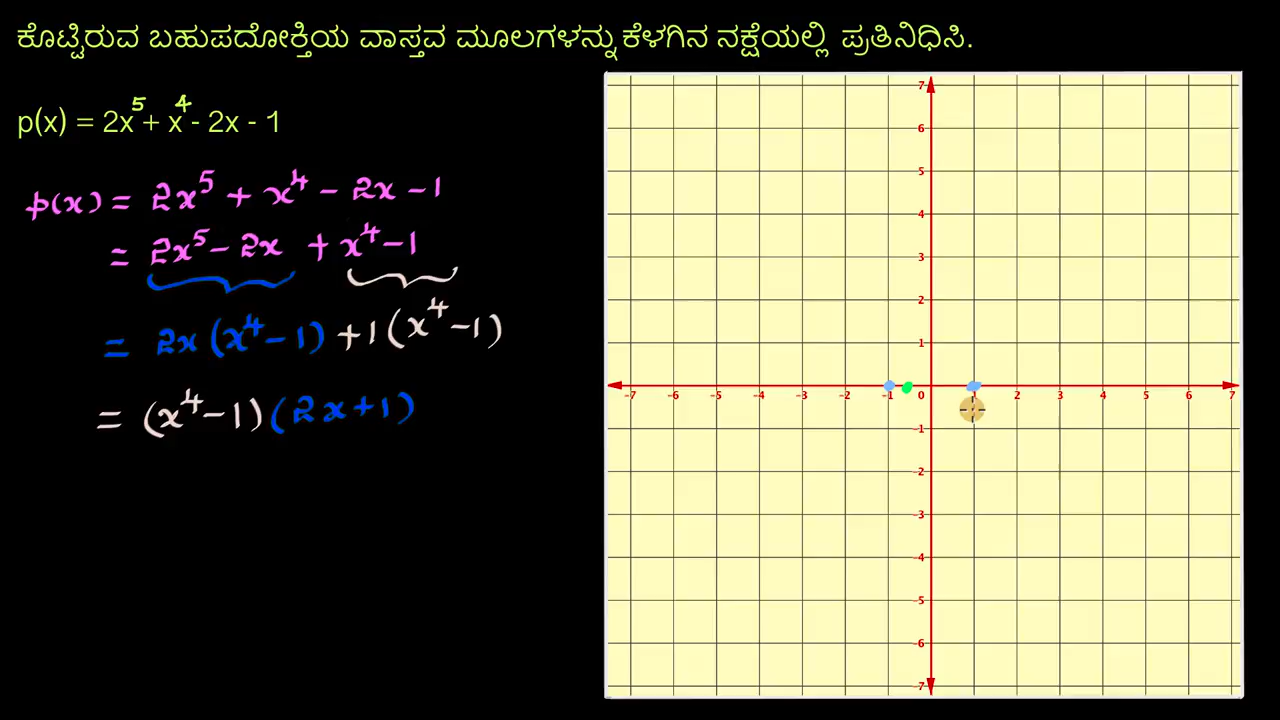 ಕೊಟ್ಟಿರುವ ಬಹುಪದೋಕ್ತಿಯ ವಾಸ್ತವ ಮೂಲಗಳನ್ನು ಕೆಳಗಿನ ನಕ್ಷೆಯಲ್ಲಿ ಪ್ರತಿನಿಧಿಸಿ.
p(x) = 2x⁵ + x⁴ - 2x - 1
p(x) = 2x⁵ + x⁴ - 2x - 1
= 2x⁵ - 2x + x⁴ - 1
= 2x(x⁴ - 1) + 1(x⁴ - 1)
= (x⁴ - 1)(2x + 1)
7
6
5
4
3
2
1
-7 -6 -5 -4 -3 -2 -1 0 1 2 3 4 5 6 7
-1
-2
-3
-4
-5
-6
-7